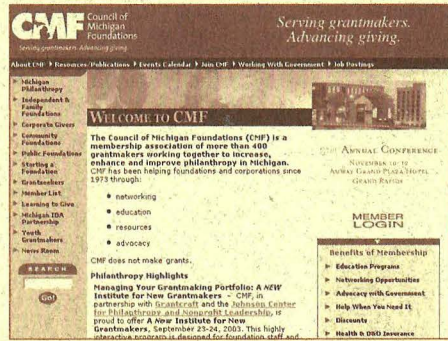 CMF
Council of
Michigan
Foundations
Serving grantmakers. Advancing giving.
Serving grantmakers.
Advancing giving.
About CMF Resources/Publications Events Calendar Join CMF Working With Government Job Postings
Michigan
Philanthropy
Independent &
Family
Foundations
Corporate Givers
Community
Foundations
Public Foundations
Starting a
Foundation
Grantseekers
Member List
Learning to Give
Michigan IDA
Partnership
Youth
Grantmakers
News Room
SEARCH
Go!
WELCOME TO CMF
The Council of Michigan Foundations (CMF) is a
membership association of more than 400
grantmakers working together to increase,
enhance and improve philanthropy in Michigan.
CMF has been helping foundations and corporations since
1973 through:
networking
education
resources
advocacy
CMF does not make grants.
Philanthropy Highlights
Managing Your Grantmaking Portfolio: A NEW
Institute for New Grantmakers - CMF, in
partnership with Grantcraft and the Johnson Center
for Philanthropy and Nonprofit Leadership, is
proud to offer A New Institute for New
Grantmakers, September 23-24, 2003. This highly
interactive program is designed for foundation staff and
ANNUAL CONFERENCE
NOVEMBER
AMWAY GRAND PLAZA HOTEL
GRAND RAPIDS
MEMBER
LOGIN
Benefits of Membership
Education Programs
Networking Opportunities
Advocacy with Government
Help When You Need It
Discounts
Health & D&O Insurance